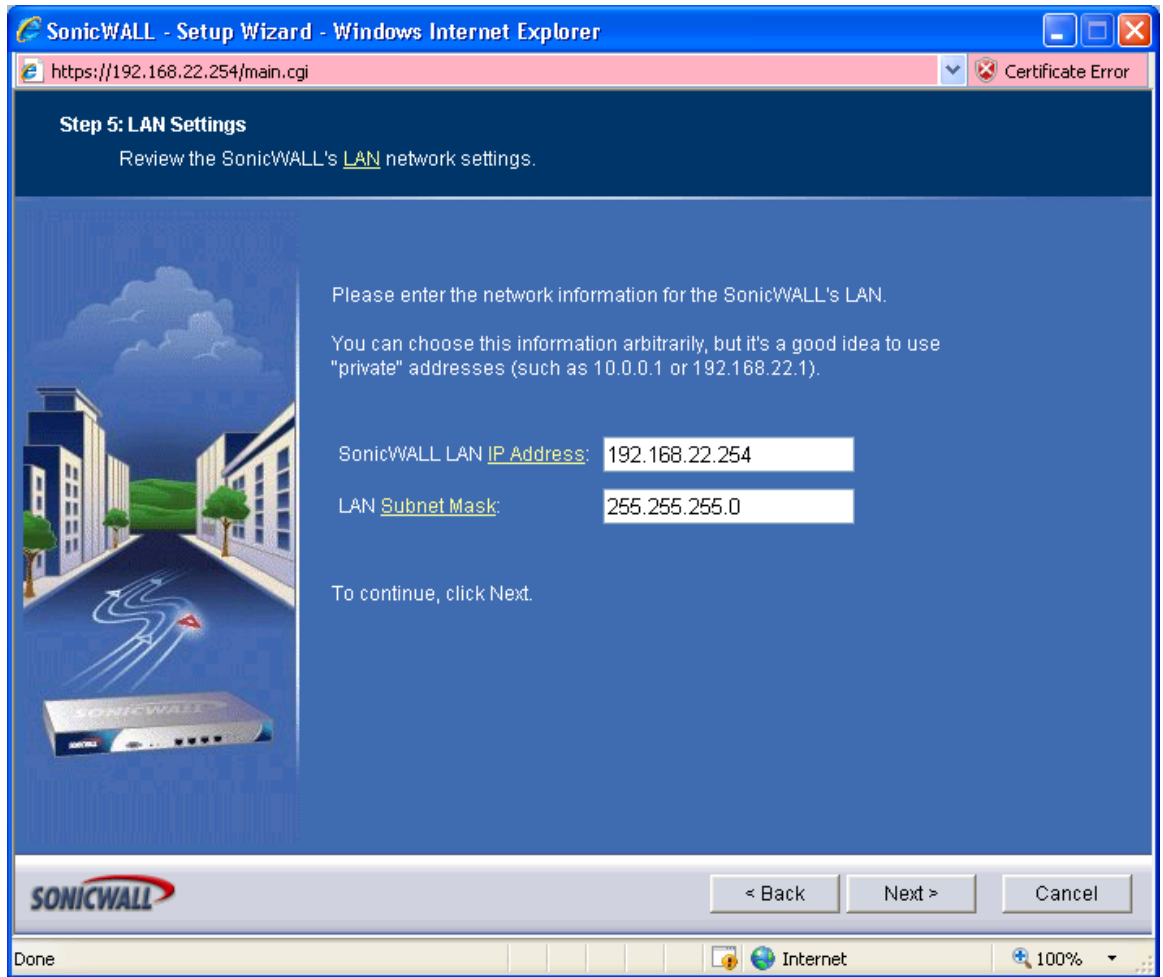 SonicWALL - Setup Wizard - Windows Internet Explorer
https://192.168.22.254/main.cgi
Certificate Error
Step 5: LAN Settings
Review the SonicWALL's LAN network settings.
Please enter the network information for the SonicWALL's LAN.
You can choose this information arbitrarily, but it's a good idea to use
"private" addresses (such as 10.0.0.1 or 192.168.22.1).
SonicWALL LAN IP Address: 192.168.22.254
LAN Subnet Mask: 255.255.255.0
To continue, click Next.
SONICWALL
SONICWALL
SONICWALL
< Back
Next >
Cancel
Done
Internet
100%